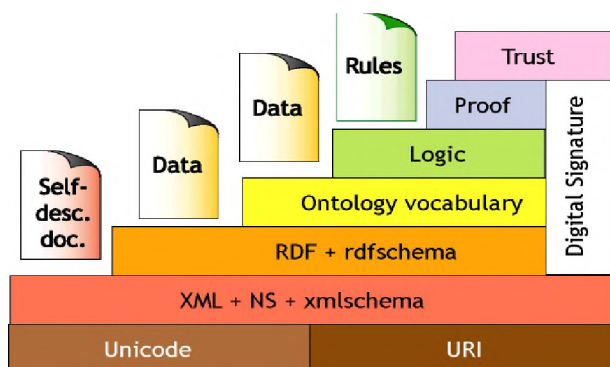 Rules
Trust
Data
Proof
Data
Logic
Self-
desc.
doc.
Ontology vocabulary
Digital Signature
RDF + rdfschema
XML + NS + xmlschema
Unicode
URI